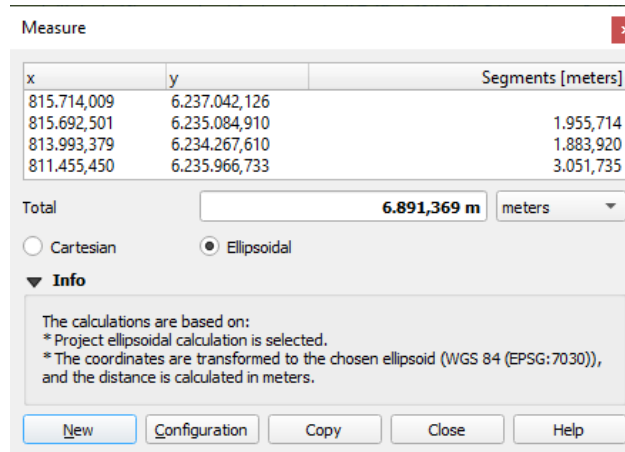 Measure
x y Segments [meters]
815.714,009 6.237.042,126
815.692,501 6.235.084,910 1.955,714
813.993,379 6.234.267,610 1.883,920
811.455,450 6.235.966,733 3.051,735
Total 6.891,369 m meters
Cartesian Ellipsoidal
Info
The calculations are based on:
* Project ellipsoidal calculation is selected.
* The coordinates are transformed to the chosen ellipsoid (WGS 84 (EPSG:7030)),
and the distance is calculated in meters.
New Configuration Copy Close Help